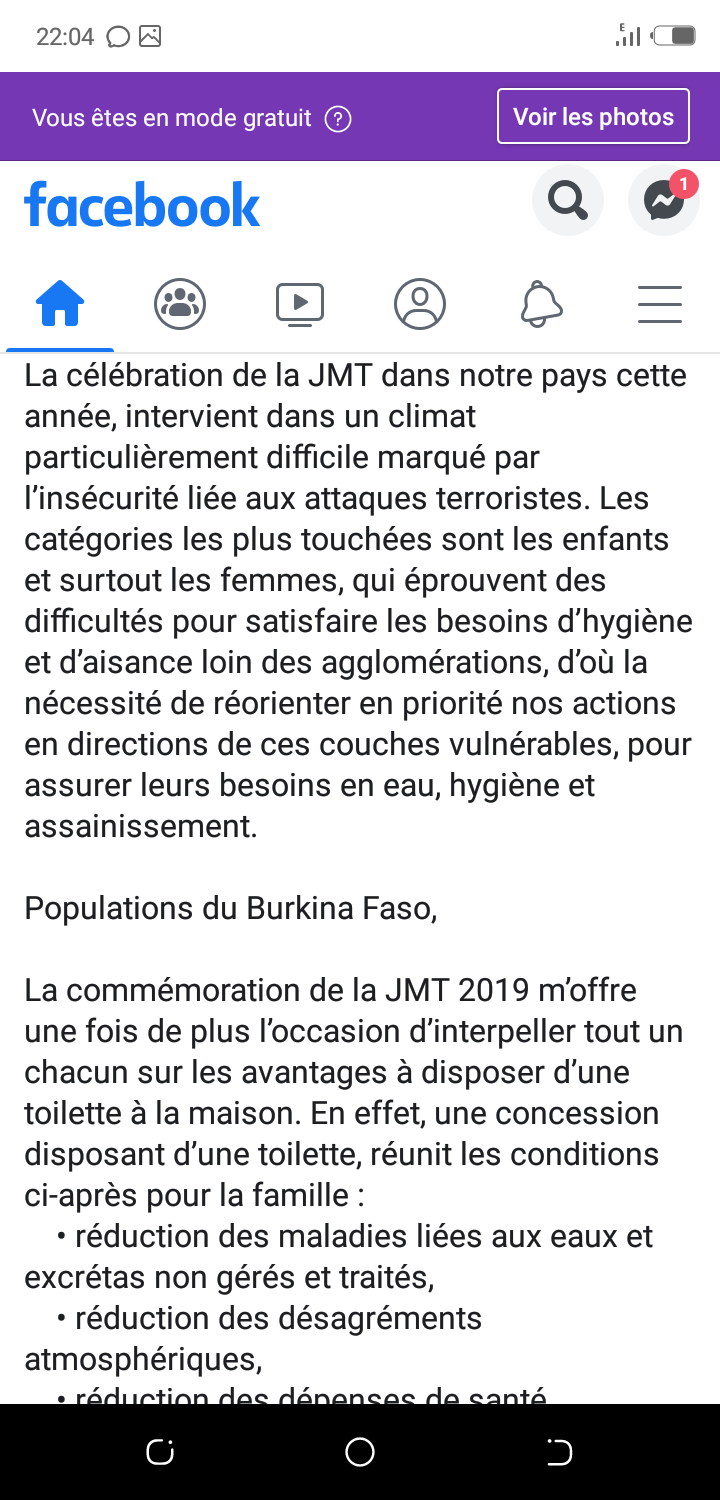 22:04
E
Vous êtes en mode gratuit ?
Voir les photos
facebook
1
La célébration de la JMT dans notre pays cette
année, intervient dans un climat
particulièrement difficile marqué par
l’insécurité liée aux attaques terroristes. Les
catégories les plus touchées sont les enfants
et surtout les femmes, qui éprouvent des
difficultés pour satisfaire les besoins d’hygiène
et d’aisance loin des agglomérations, d’où la
nécessité de réorienter en priorité nos actions
en directions de ces couches vulnérables, pour
assurer leurs besoins en eau, hygiène et
assainissement.
Populations du Burkina Faso,
La commémoration de la JMT 2019 m’offre
une fois de plus l’occasion d’interpeller tout un
chacun sur les avantages à disposer d’une
toilette à la maison. En effet, une concession
disposant d’une toilette, réunit les conditions
ci-après pour la famille :
• réduction des maladies liées aux eaux et
excrétas non gérés et traités,
• réduction des désagréments
atmosphériques,
• réduction des dépenses de santé